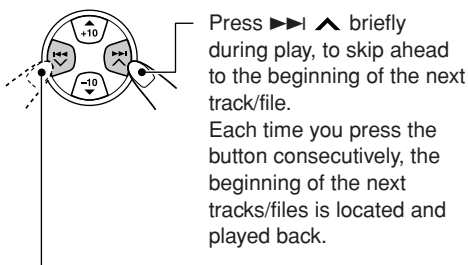 +10
–10
Press ►►I ︿ briefly
during play, to skip ahead
to the beginning of the next
track/file.
Each time you press the
button consecutively, the
beginning of the next
tracks/files is located and
played back.